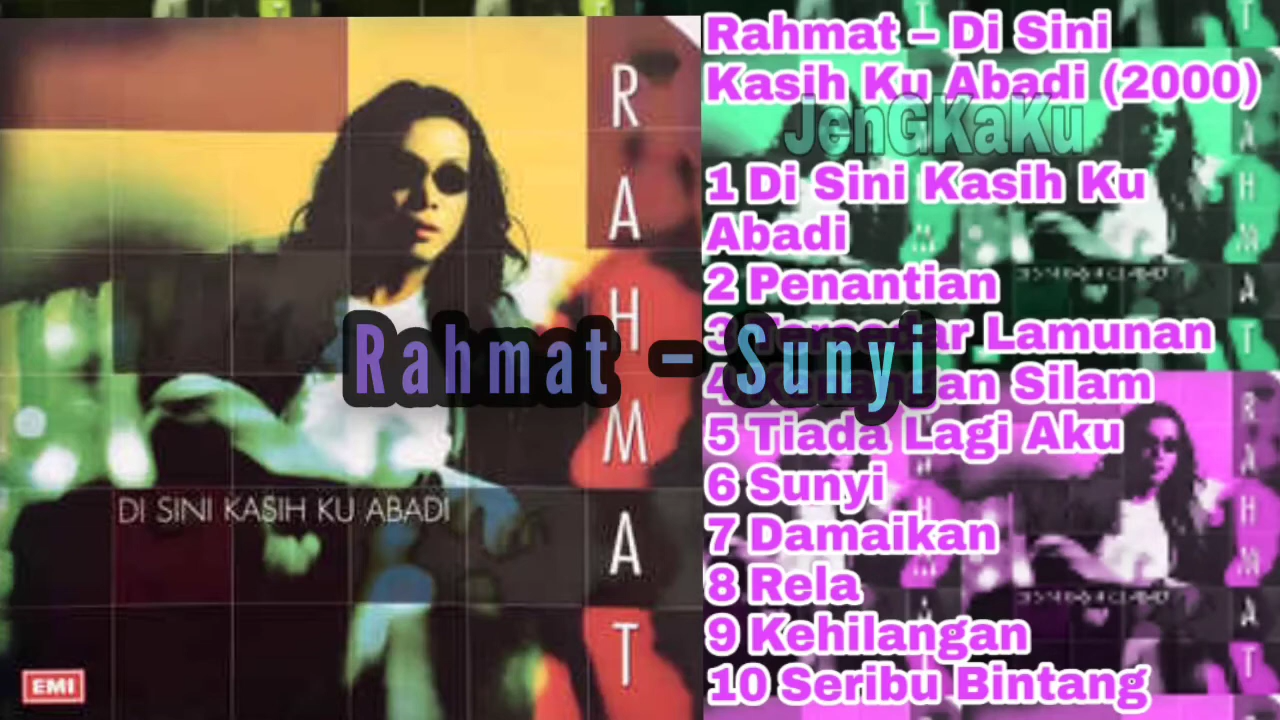 RAHMAT
DI SINI KASIH KU ABADI
EMI
Rahmat – Sunyi
Rahmat – Di Sini
Kasih Ku Abadi (2000)
JenGKaKu
1 Di Sini Kasih Ku
Abadi
2 Penantian
3 Lamunan
4 Silam
5 Tiada Lagi Aku
6 Sunyi
7 Damaikan
8 Rela
9 Kehilangan
10 Seribu Bintang